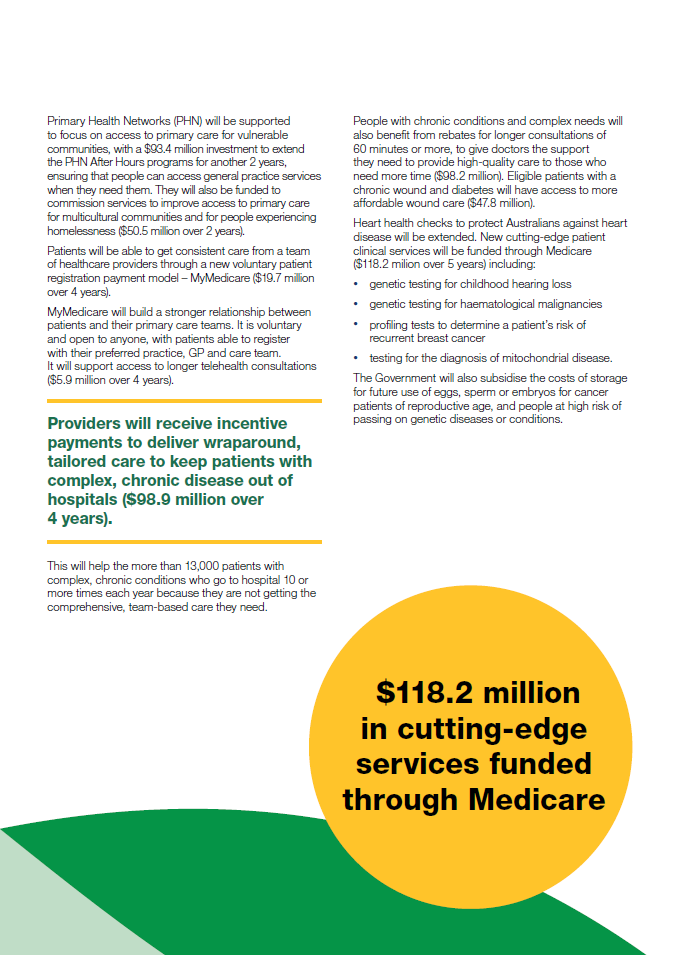 Primary Health Networks (PHN) will be supported
to focus on access to primary care for vulnerable
communities, with a $93.4 million investment to extend
the PHN After Hours programs for another 2 years,
ensuring that people can access general practice services
when they need them. They will also be funded to
commission services to improve access to primary care
for multicultural communities and for people experiencing
homelessness ($50.5 million over 2 years).
Patients will be able to get consistent care from a team
of healthcare providers through a new voluntary patient
registration payment model – MyMedicare ($19.7 million
over 4 years).
MyMedicare will build a stronger relationship between
patients and their primary care teams. It is voluntary
and open to anyone, with patients able to register
with their preferred practice, GP and care team.
It will support access to longer telehealth consultations
($5.9 million over 4 years).
Providers will receive incentive
payments to deliver wraparound,
tailored care to keep patients with
complex, chronic disease out of
hospitals ($98.9 million over
4 years).
This will help the more than 13,000 patients with
complex, chronic conditions who go to hospital 10 or
more times each year because they are not getting the
comprehensive, team-based care they need.
People with chronic conditions and complex needs will
also benefit from rebates for longer consultations of
60 minutes or more, to give doctors the support
they need to provide high-quality care to those who
need more time ($98.2 million). Eligible patients with a
chronic wound and diabetes will have access to more
affordable wound care ($47.8 million).
Heart health checks to protect Australians against heart
disease will be extended. New cutting-edge patient
clinical services will be funded through Medicare
($118.2 milion over 5 years) including:
• genetic testing for childhood hearing loss
• genetic testing for haematological malignancies
• profiling tests to determine a patient's risk of
recurrent breast cancer
• testing for the diagnosis of mitochondrial disease.
The Government will also subsidise the costs of storage
for future use of eggs, sperm or embryos for cancer
patients of reproductive age, and people at high risk of
passing on genetic diseases or conditions.
$118.2 million
in cutting-edge
services funded
through Medicare